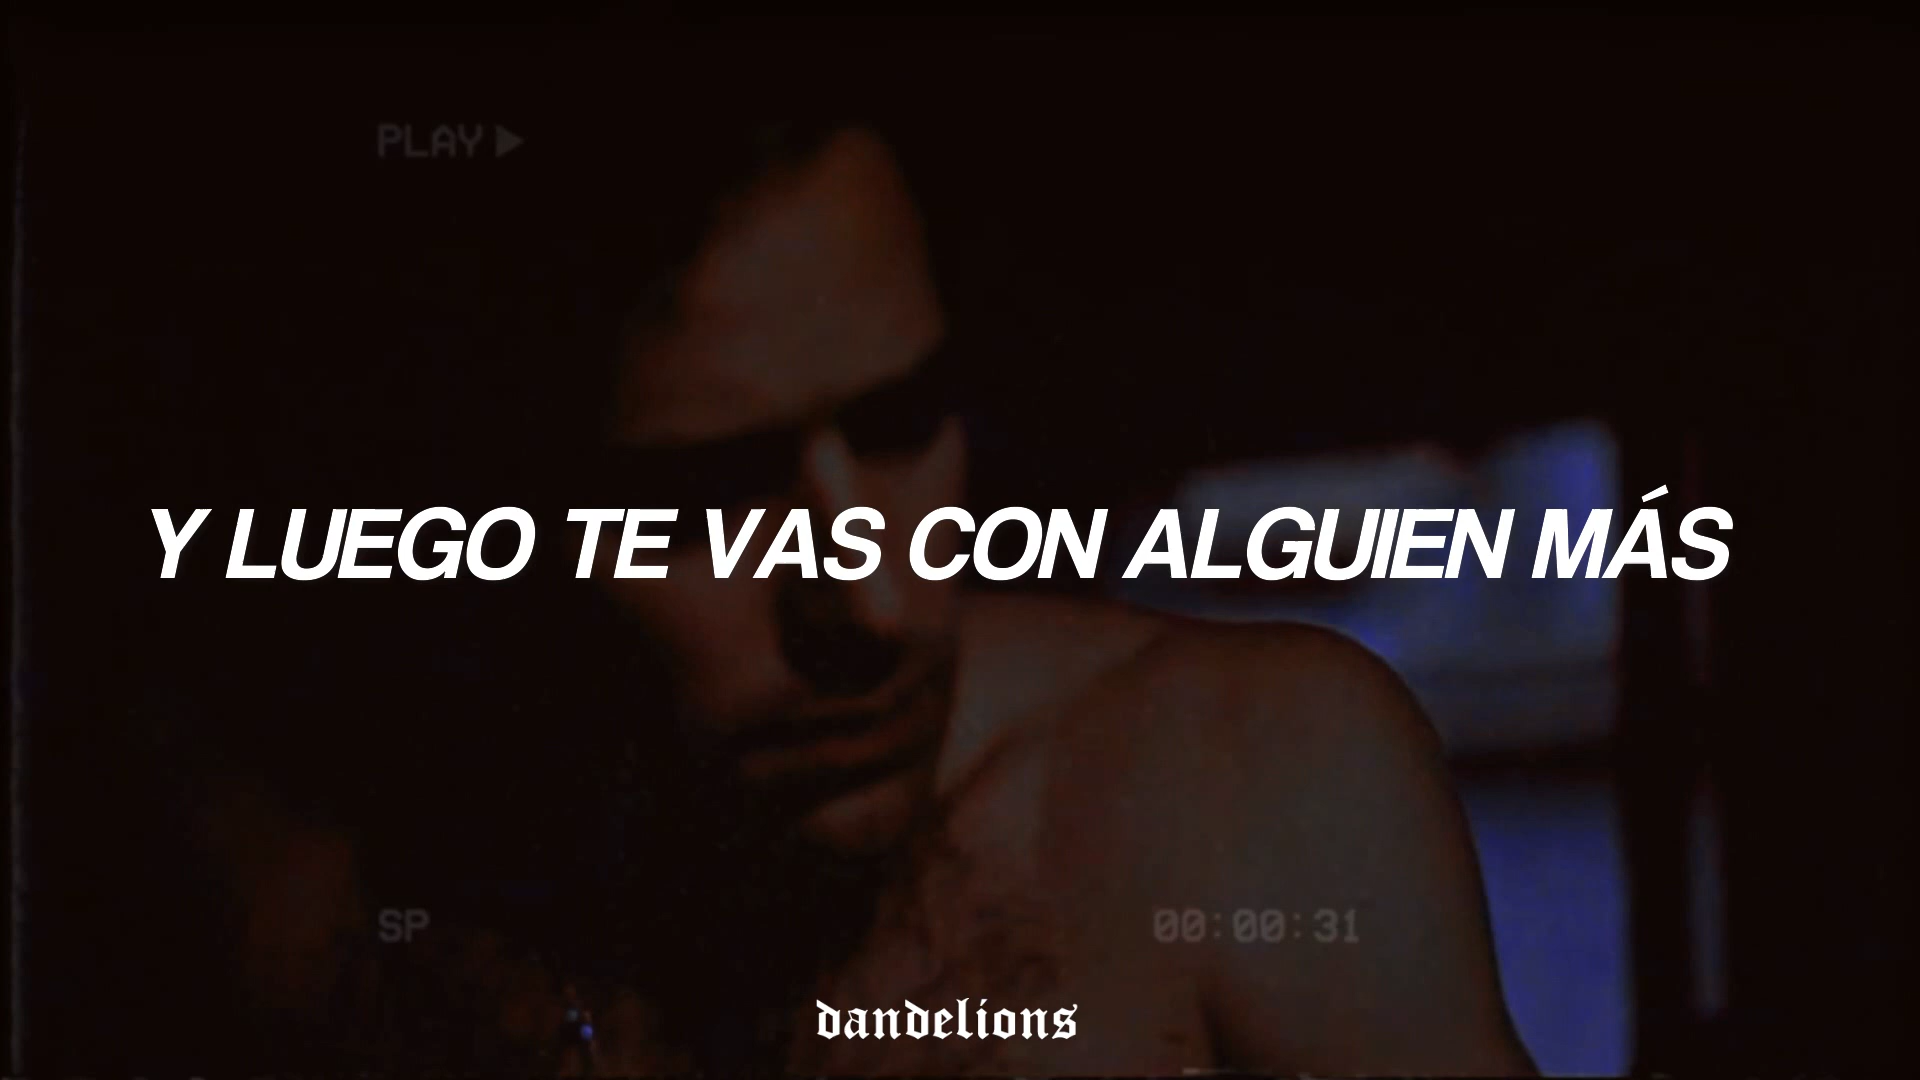 PLAY ▶
Y LUEGO TE VAS CON ALGUIEN MÁS
SP 00:00:31
dandelions